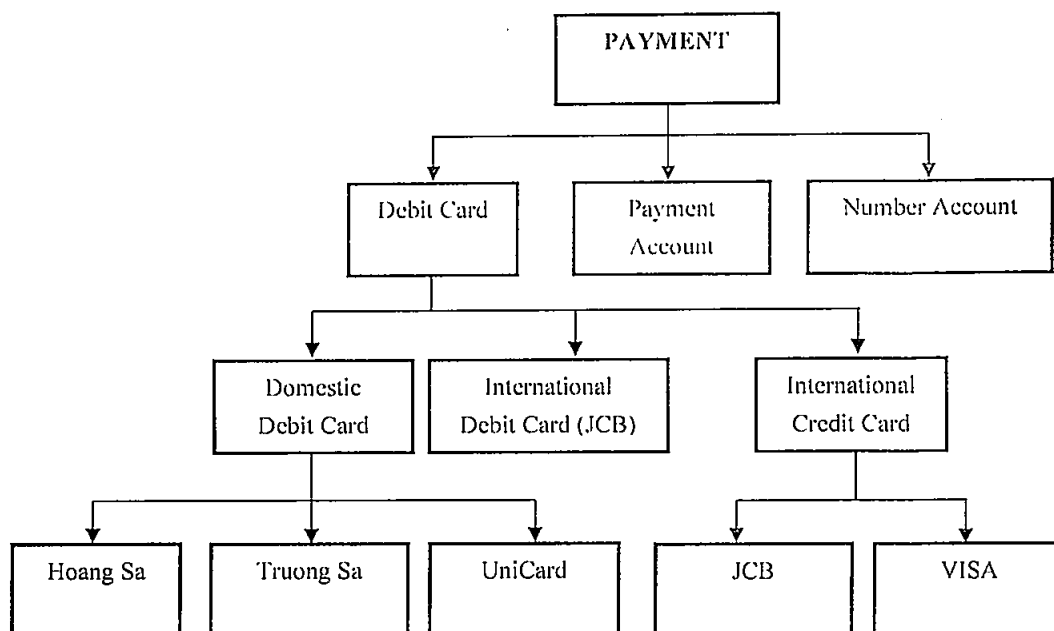 PAYMENT
Debit Card
Payment
Account
Number Account
Domestic
Debit Card
International
Debit Card (JCB)
International
Credit Card
Hoang Sa
Truong Sa
UniCard
JCB
VISA